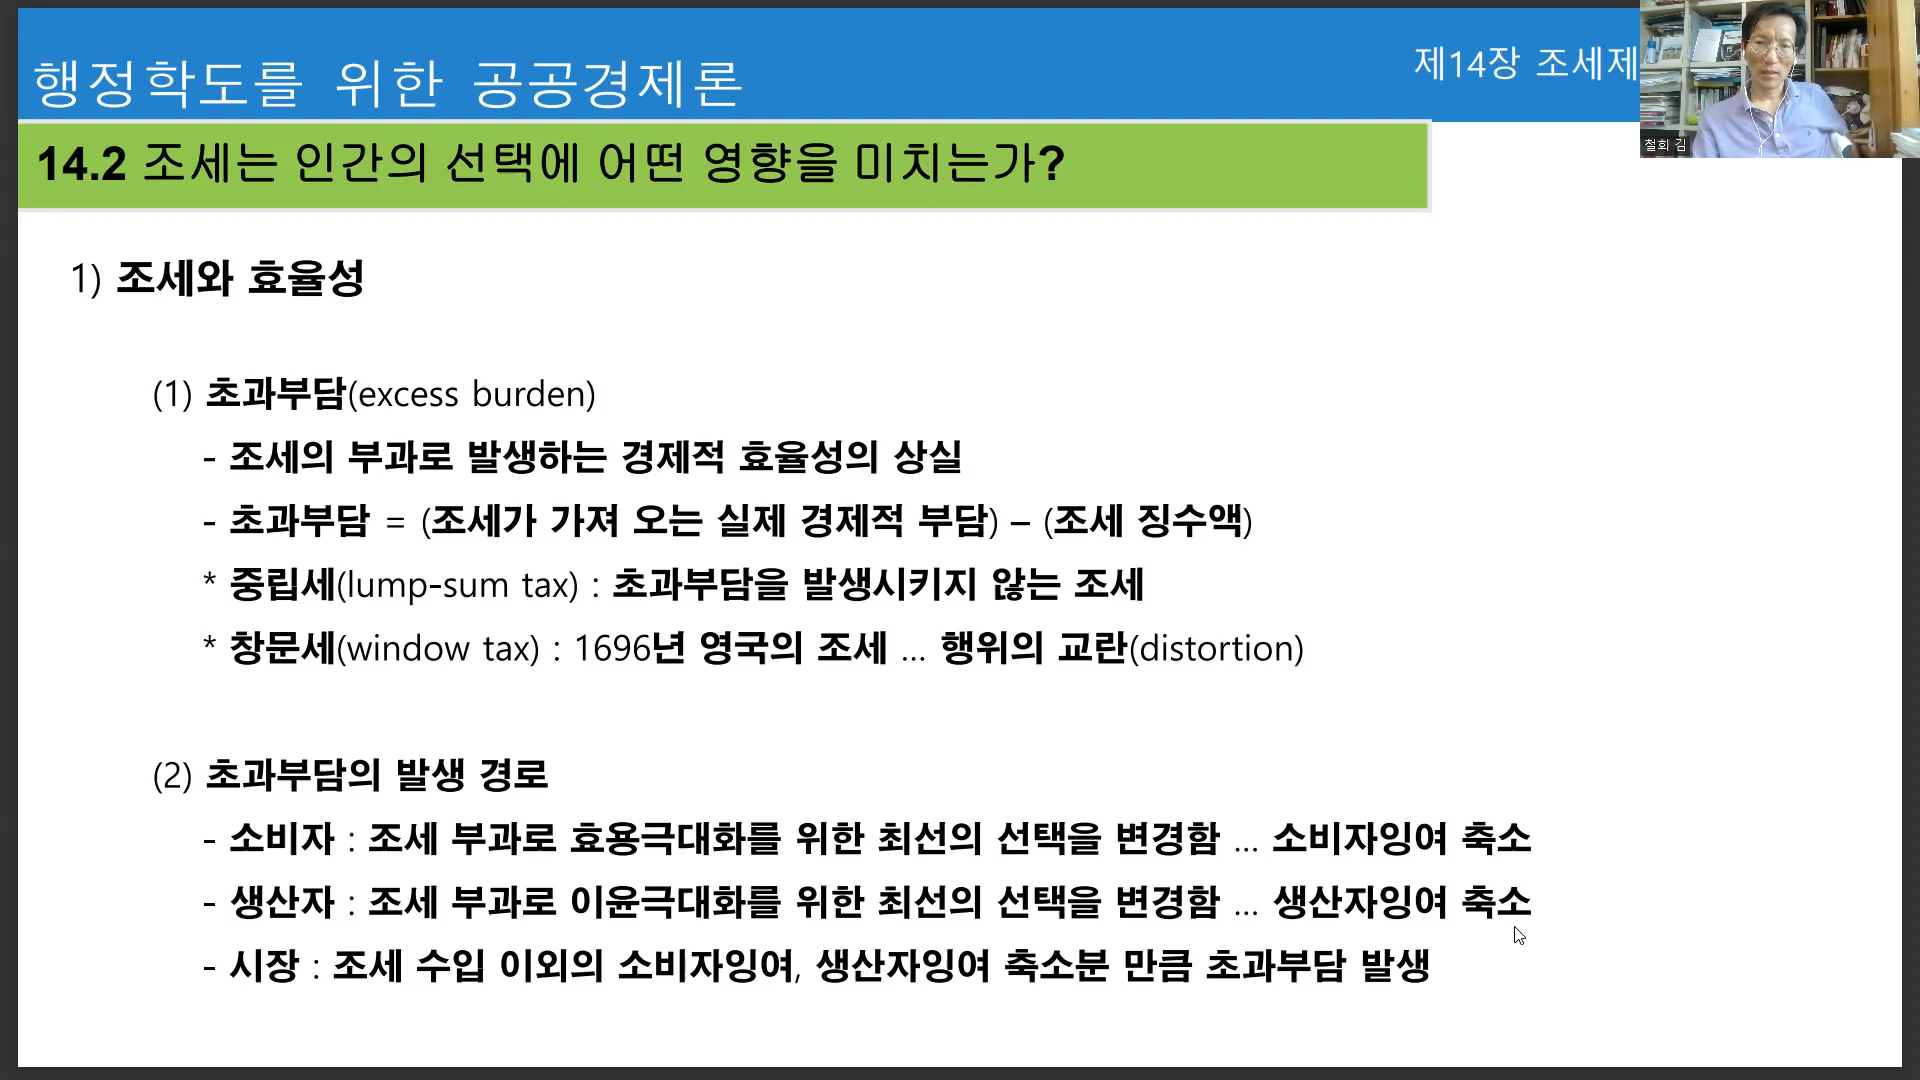 행정학도를 위한 공공경제론
제14장 조세제
철회 김
14.2 조세는 인간의 선택에 어떤 영향을 미치는가?
1) 조세와 효율성
(1) 초과부담(excess burden)
- 조세의 부과로 발생하는 경제적 효율성의 상실
- 초과부담 = (조세가 가져 오는 실제 경제적 부담) – (조세 징수액)
* 중립세(lump-sum tax) : 초과부담을 발생시키지 않는 조세
* 창문세(window tax) : 1696년 영국의 조세 ... 행위의 교란(distortion)
(2) 초과부담의 발생 경로
- 소비자 : 조세 부과로 효용극대화를 위한 최선의 선택을 변경함 ... 소비자잉여 축소
- 생산자 : 조세 부과로 이윤극대화를 위한 최선의 선택을 변경함 ... 생산자잉여 축소
- 시장 : 조세 수입 이외의 소비자잉여, 생산자잉여 축소분 만큼 초과부담 발생